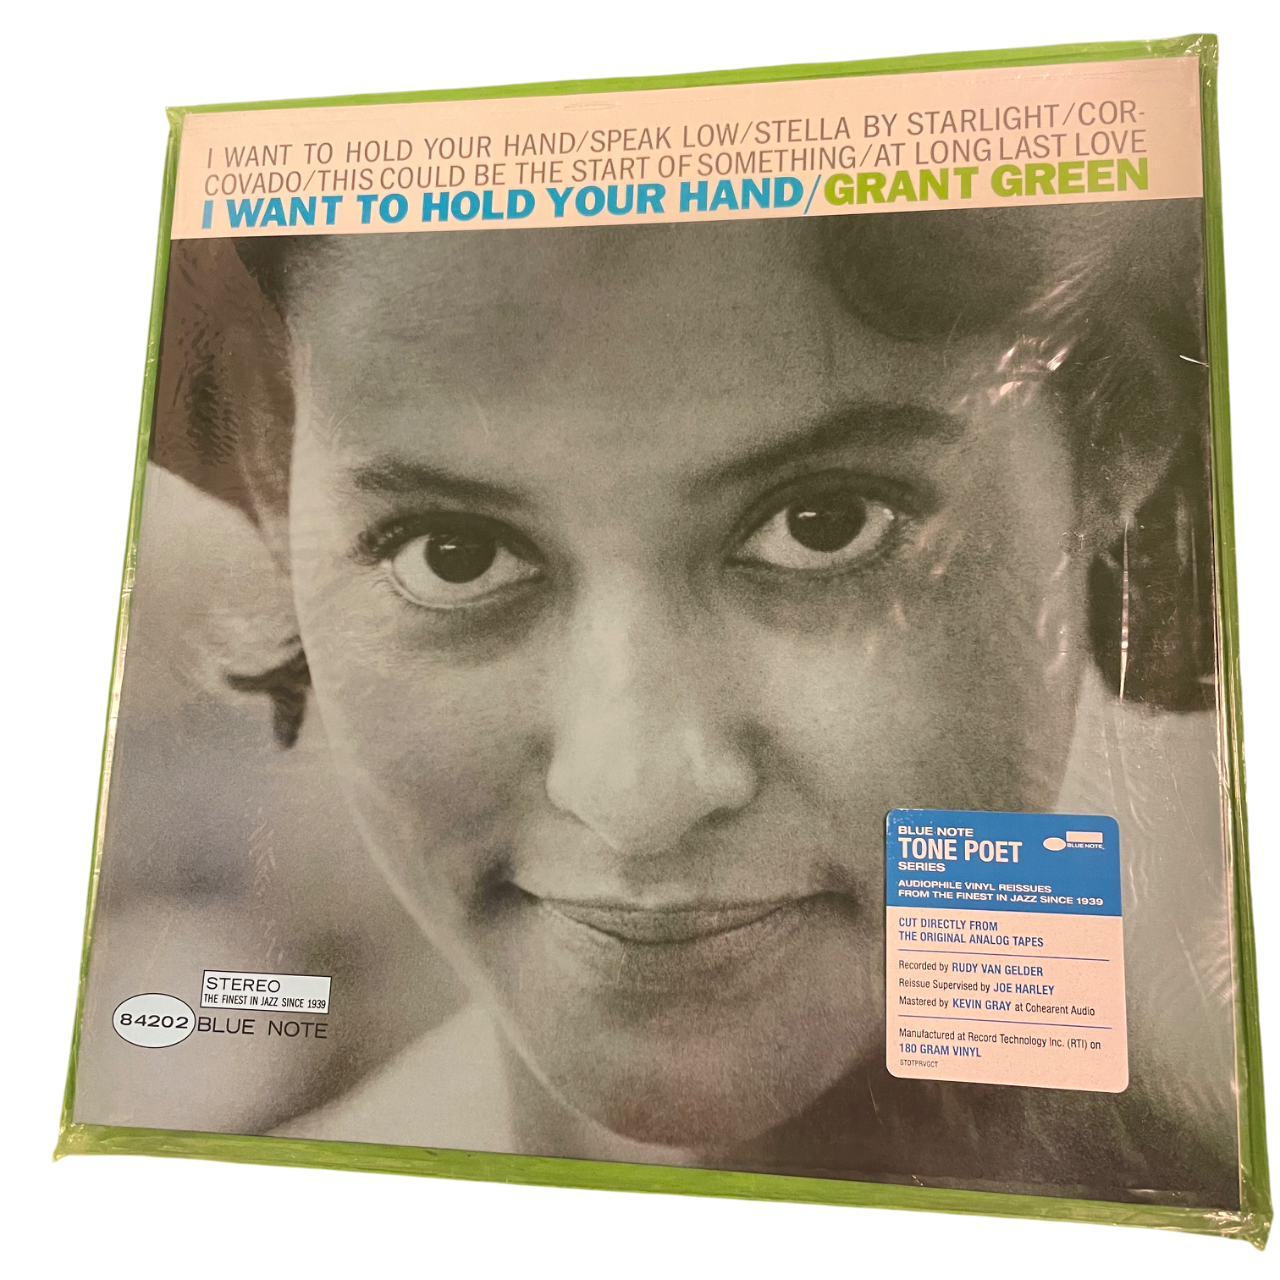 I WANT TO HOLD YOUR HAND/SPEAK LOW/STELLA BY STARLIGHT/COR-
COVADO/THIS COULD BE THE START OF SOMETHING/AT LONG LAST LOVE
I WANT TO HOLD YOUR HAND/GRANT GREEN
BLUE NOTE
TONE POET
SERIES
BLUE NOTE
AUDIOPHILE VINYL REISSUES
FROM THE FINEST IN JAZZ SINCE 1939
CUT DIRECTLY FROM
THE ORIGINAL ANALOG TAPES
Recorded by RUDY VAN GELDER
Reissue Supervised by JOE HARLEY
Mastered by KEVIN GRAY at Cohearent Audio
Manufactured at Record Technology Inc. (RTI) on
180 GRAM VINYL
STEREO
THE FINEST IN JAZZ SINCE 1939
84202 BLUE NOTE